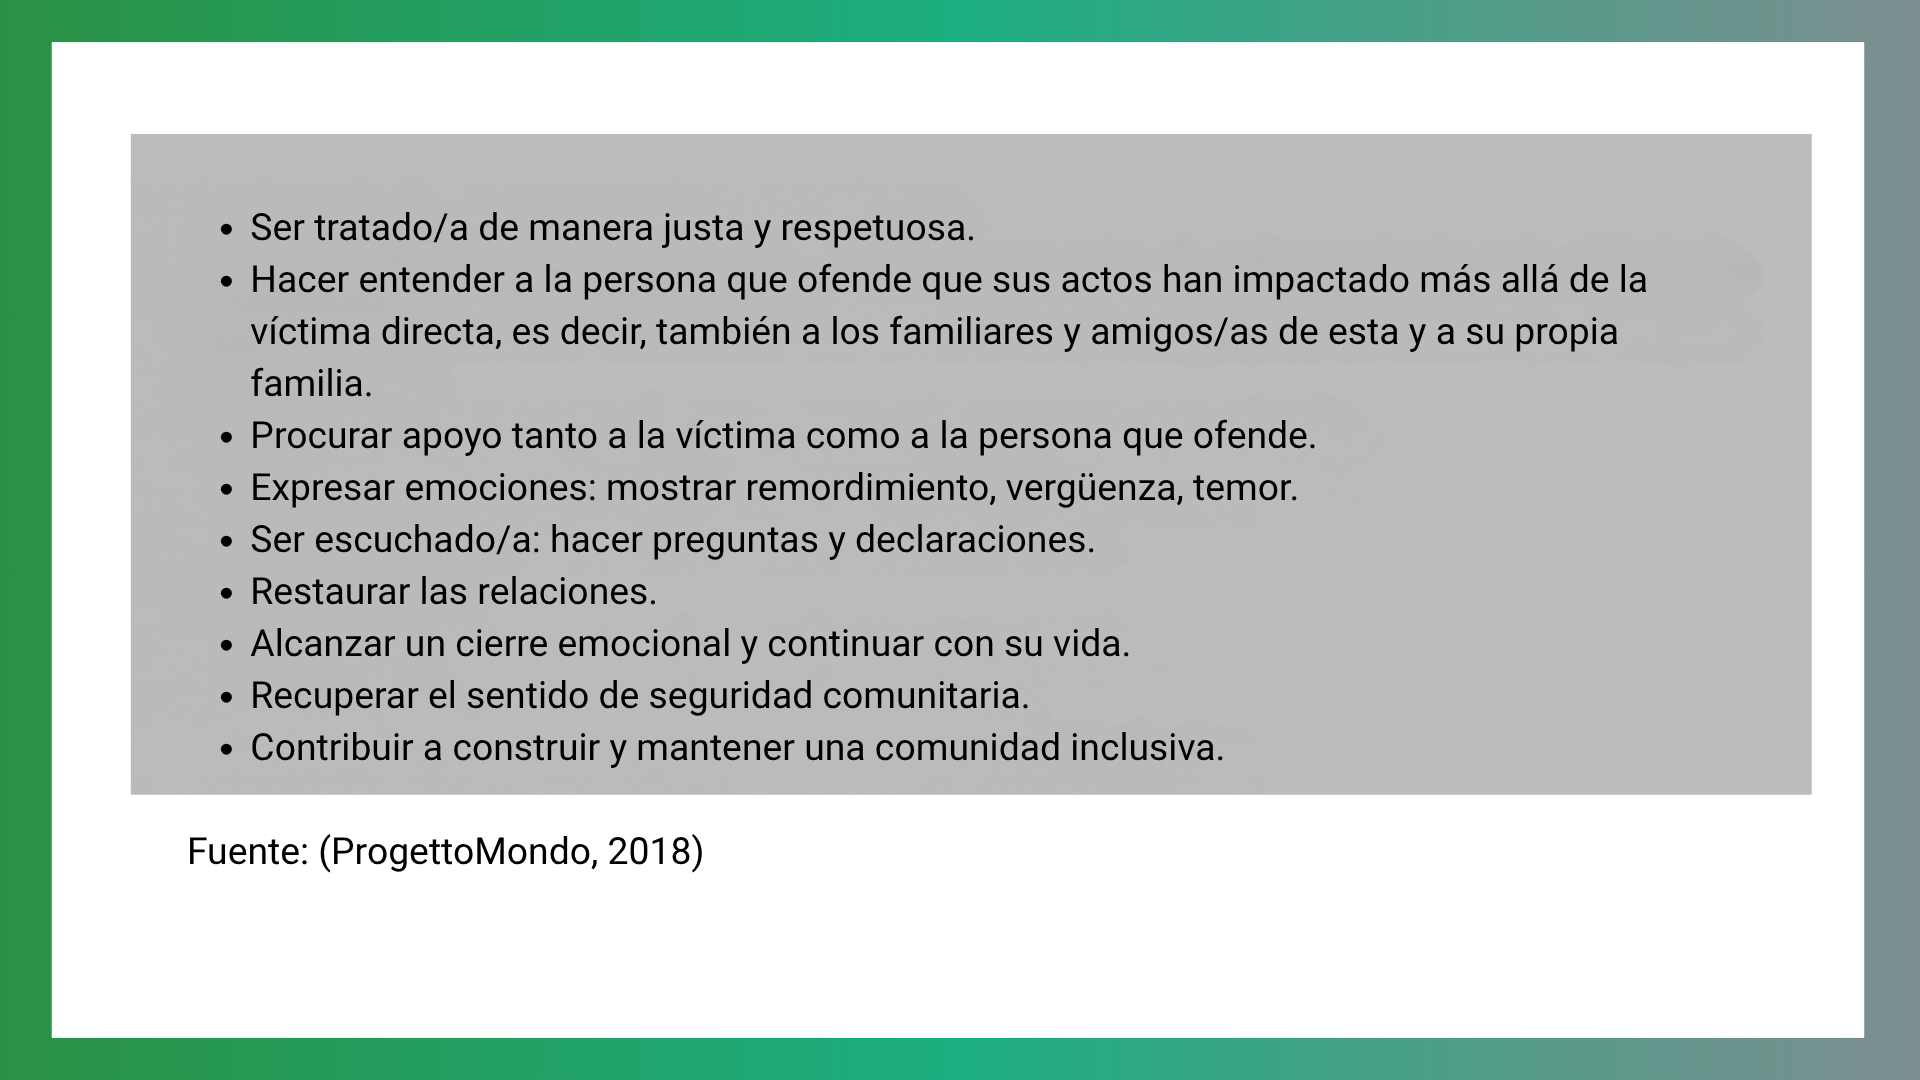 • Ser tratado/a de manera justa y respetuosa.
• Hacer entender a la persona que ofende que sus actos han impactado más allá de la
víctima directa, es decir, también a los familiares y amigos/as de esta y a su propia
familia.
• Procurar apoyo tanto a la víctima como a la persona que ofende.
• Expresar emociones: mostrar remordimiento, vergüenza, temor.
• Ser escuchado/a: hacer preguntas y declaraciones.
• Restaurar las relaciones.
• Alcanzar un cierre emocional y continuar con su vida.
• Recuperar el sentido de seguridad comunitaria.
• Contribuir a construir y mantener una comunidad inclusiva.
Fuente: (ProgettoMondo, 2018)